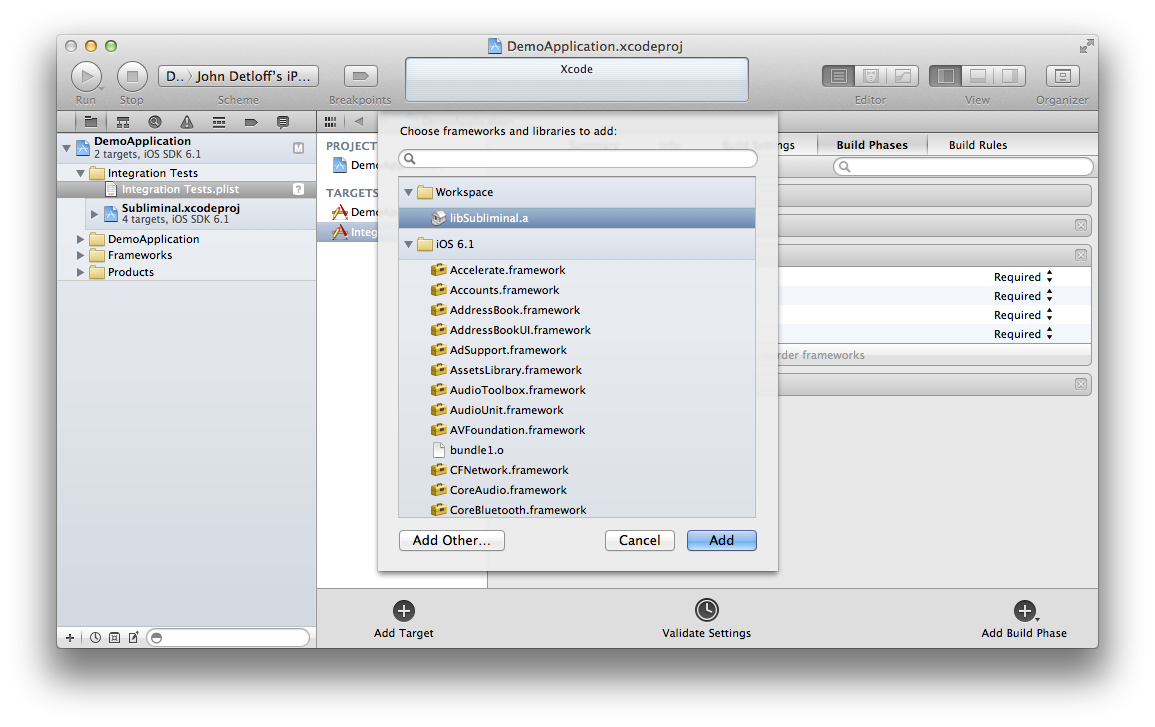 DemoApplication.xcodeproj
D.. 〉 John Detloff's iP...
Xcode
Run
Stop
Scheme
Breakpoints
Editor
View
Organizer
DemoApplication
2 targets, iOS SDK 6.1
M
Integration Tests
Integration Tests.plist
?
Subliminal.xcodeproj
4 targets, iOS SDK 6.1
DemoApplication
Frameworks
Products
PROJECT
Demo
TARGETS
Demo
Integ
Choose frameworks and libraries to add:
Workspace
libSubliminal.a
iOS 6.1
Accelerate.framework
Accounts.framework
AddressBook.framework
AddressBookUI.framework
AdSupport.framework
AssetsLibrary.framework
AudioToolbox.framework
AudioUnit.framework
AVFoundation.framework
bundle1.o
CFNetwork.framework
CoreAudio.framework
CoreBluetooth.framework
Add Other...
Cancel
Add
Build Phases
Build Rules
Required
Required
Required
Required
frameworks
Add Target
Validate Settings
Add Build Phase